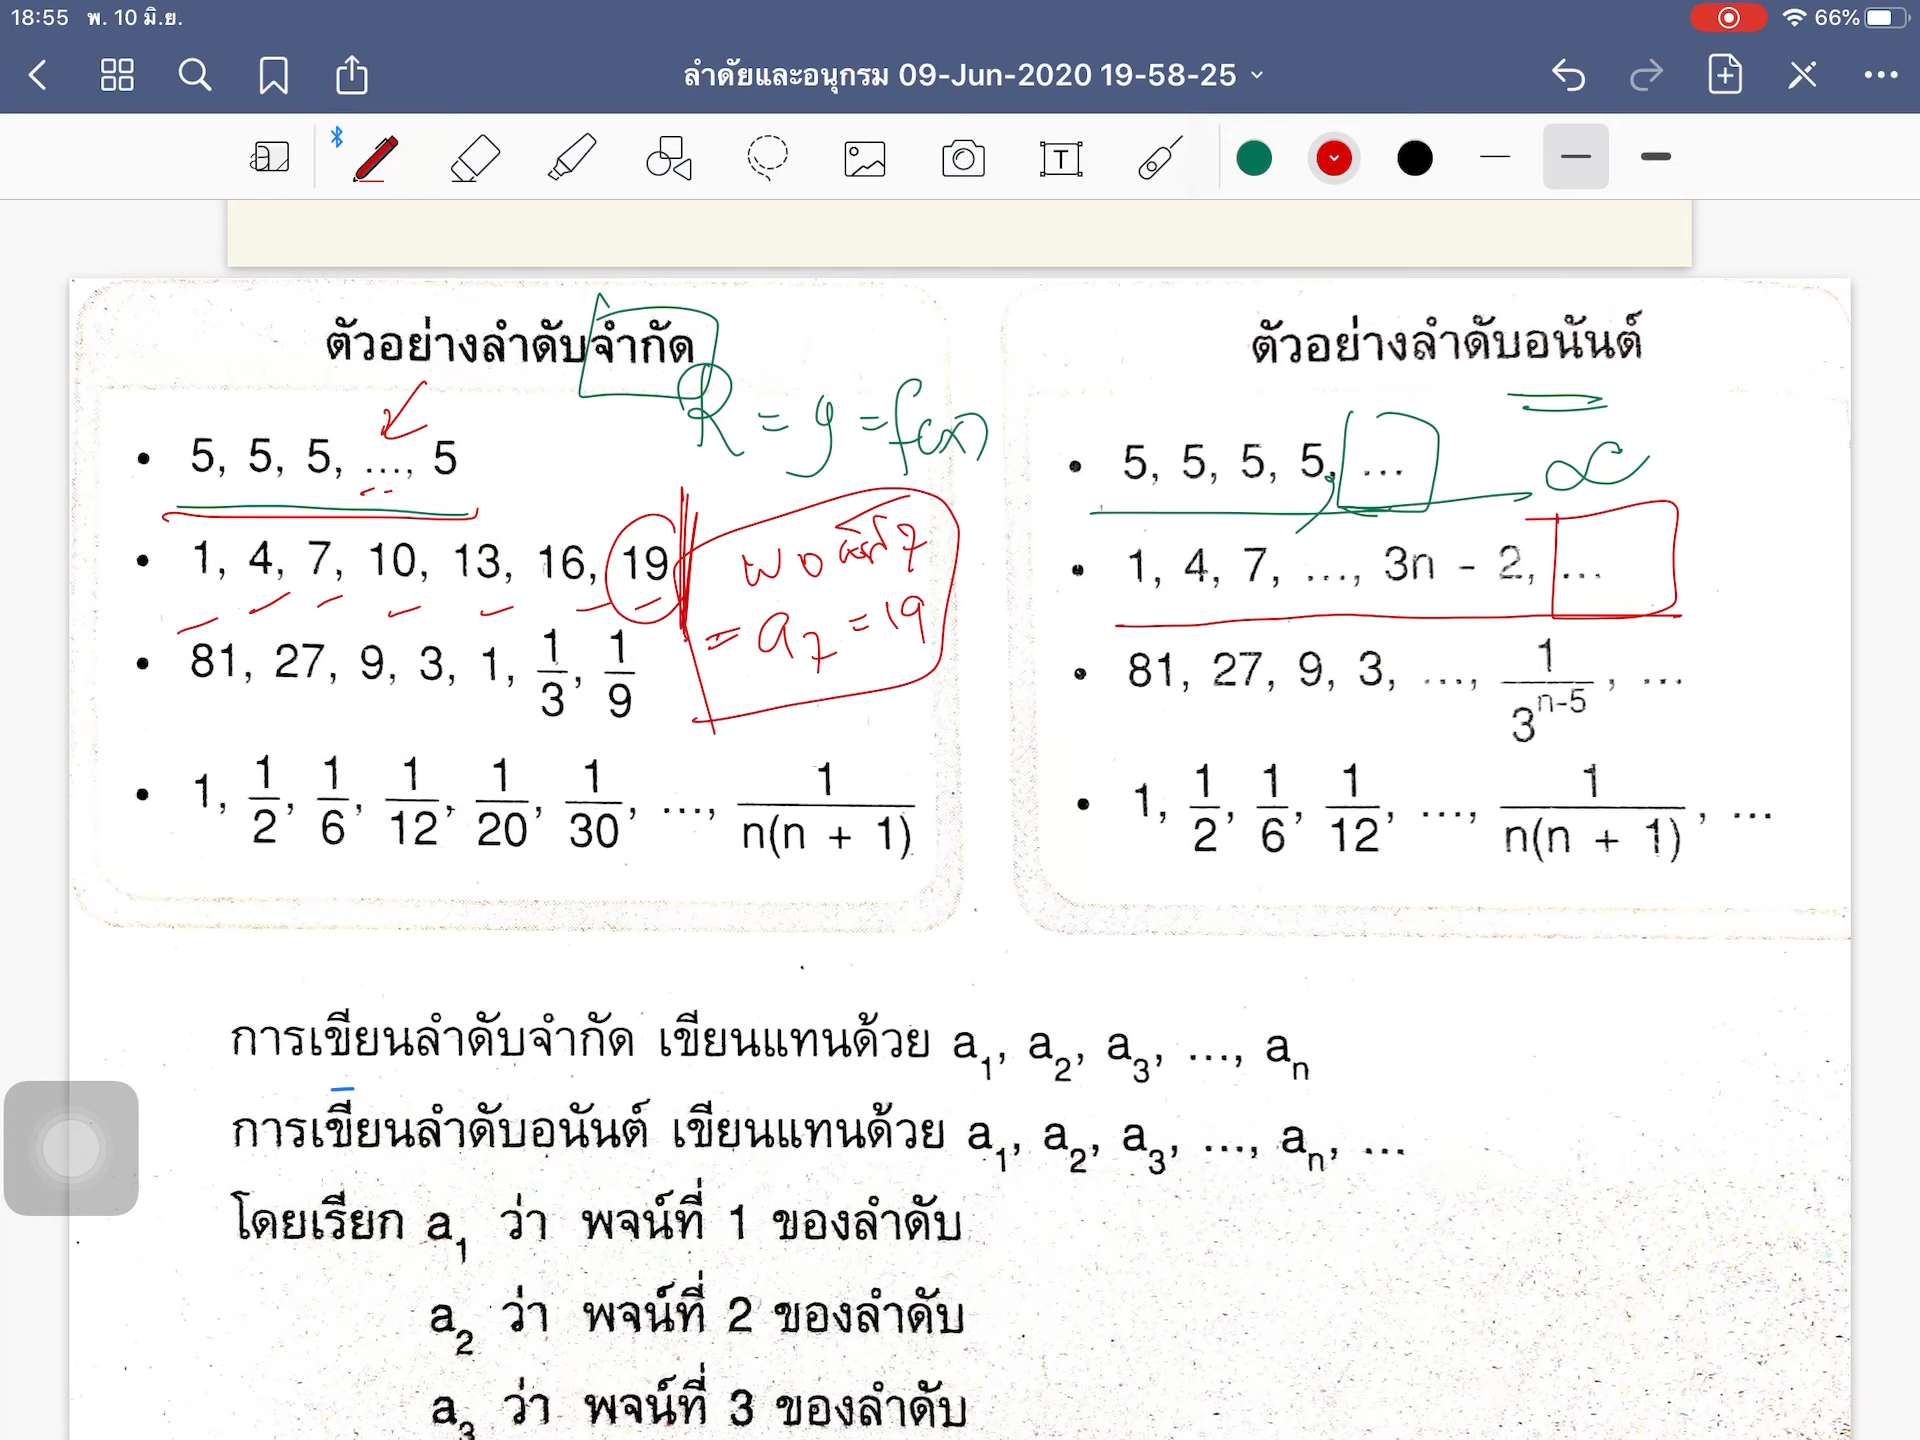 18:55 พ. 10 มิ.ย.
66%
ลำดัยและอนุกรม 09-Jun-2020 19-58-25
ตัวอย่างลำดับจำกัด
R = y = f(x)
5, 5, 5, ..., 5
1, 4, 7, 10, 13, 16, 19
= a₇ = 19
81, 27, 9, 3, 1, 1/3, 1/9
1, 1/2, 1/6, 1/12, 1/20, 1/30, ..., 1/n(n + 1)
ตัวอย่างลำดับอนันต์
5, 5, 5, 5, ... ∞
1, 4, 7, ..., 3n - 2, ...
81, 27, 9, 3, ..., 1/3ⁿ⁻⁵, ...
1, 1/2, 1/6, 1/12, ..., 1/n(n + 1), ...
การเขียนลำดับจำกัด เขียนแทนด้วย a₁, a₂, a₃, ..., aₙ
การเขียนลำดับอนันต์ เขียนแทนด้วย a₁, a₂, a₃, ..., aₙ, ...
โดยเรียก a₁ ว่า พจน์ที่ 1 ของลำดับ
a₂ ว่า พจน์ที่ 2 ของลำดับ
a₃ ว่า พจน์ที่ 3 ของลำดับ